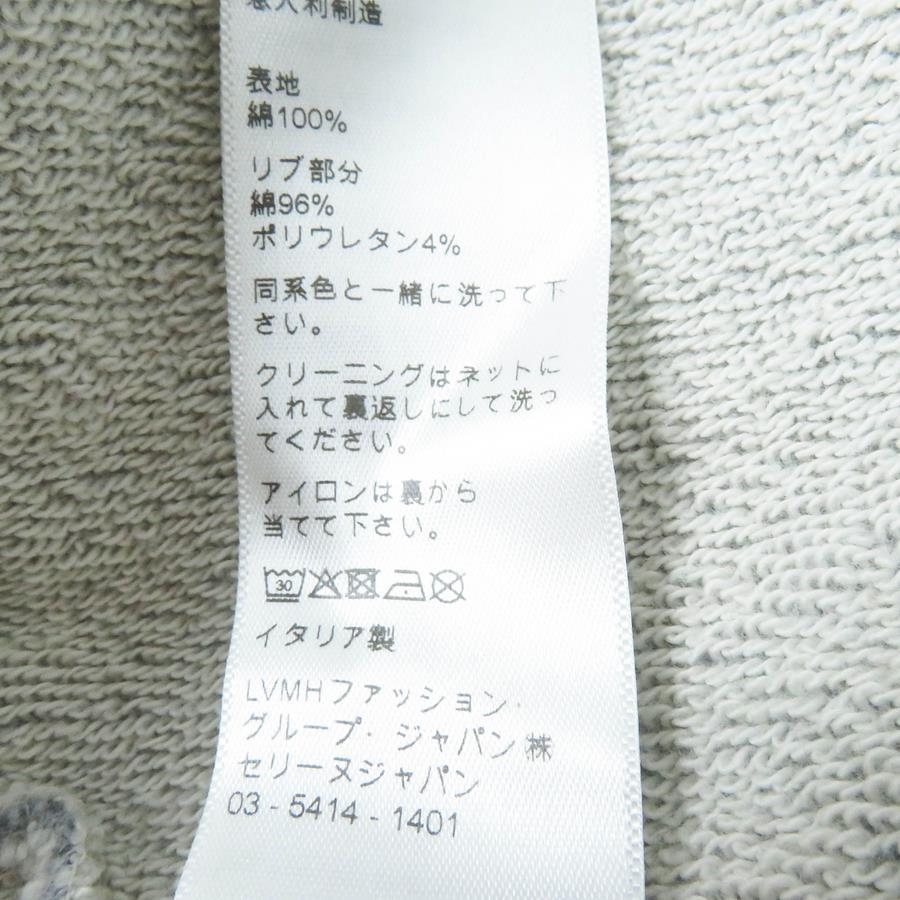 意大利制造
表地
綿100%
リブ部分
綿96%
ポリウレタン4%
同系色と一緒に洗って下
さい。
クリーニングはネットに
入れて裏返しにして洗っ
てください。
アイロンは裏から
当てて下さい。
30
イタリア製
LVMHファッション・
グループ・ジャパン㈱
セリーヌジャパン
03 - 5414 - 1401